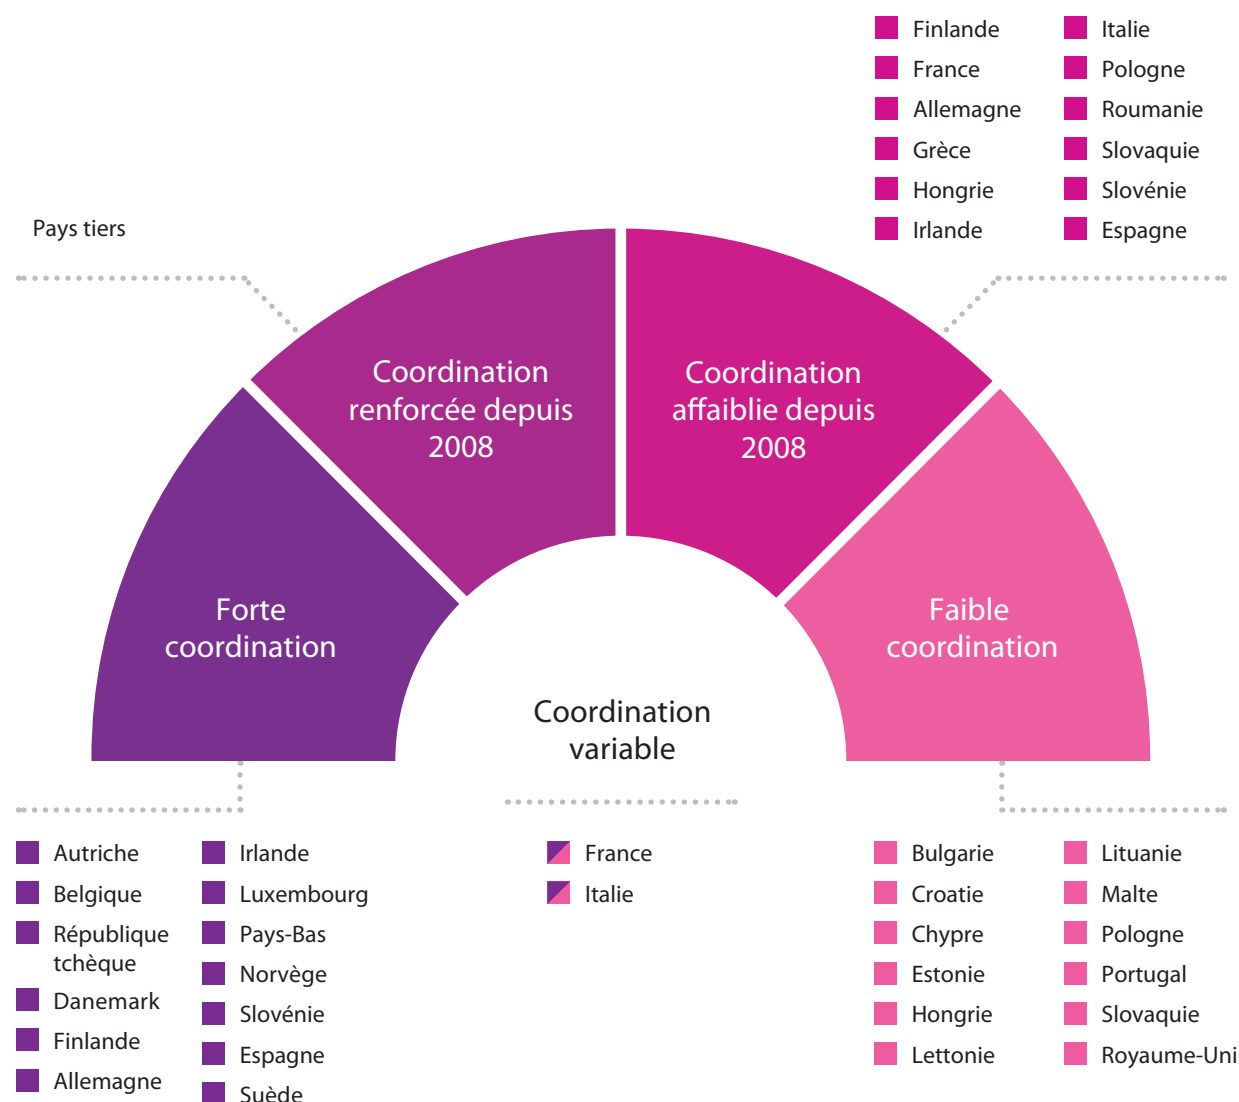 Finlande
France
Allemagne
Grèce
Hongrie
Irlande
Italie
Pologne
Roumanie
Slovaquie
Slovénie
Espagne
Pays tiers
Coordination
renforcée depuis
2008
Coordination
affaiblie depuis
2008
Forte
coordination
Faible
coordination
Coordination
variable
Autriche
Belgique
République
tchèque
Danemark
Finlande
Allemagne
Irlande
Luxembourg
Pays-Bas
Norvège
Slovénie
Espagne
Suède
France
Italie
Bulgarie
Croatie
Chypre
Estonie
Hongrie
Lettonie
Lituanie
Malte
Pologne
Portugal
Slovaquie
Royaume-Uni